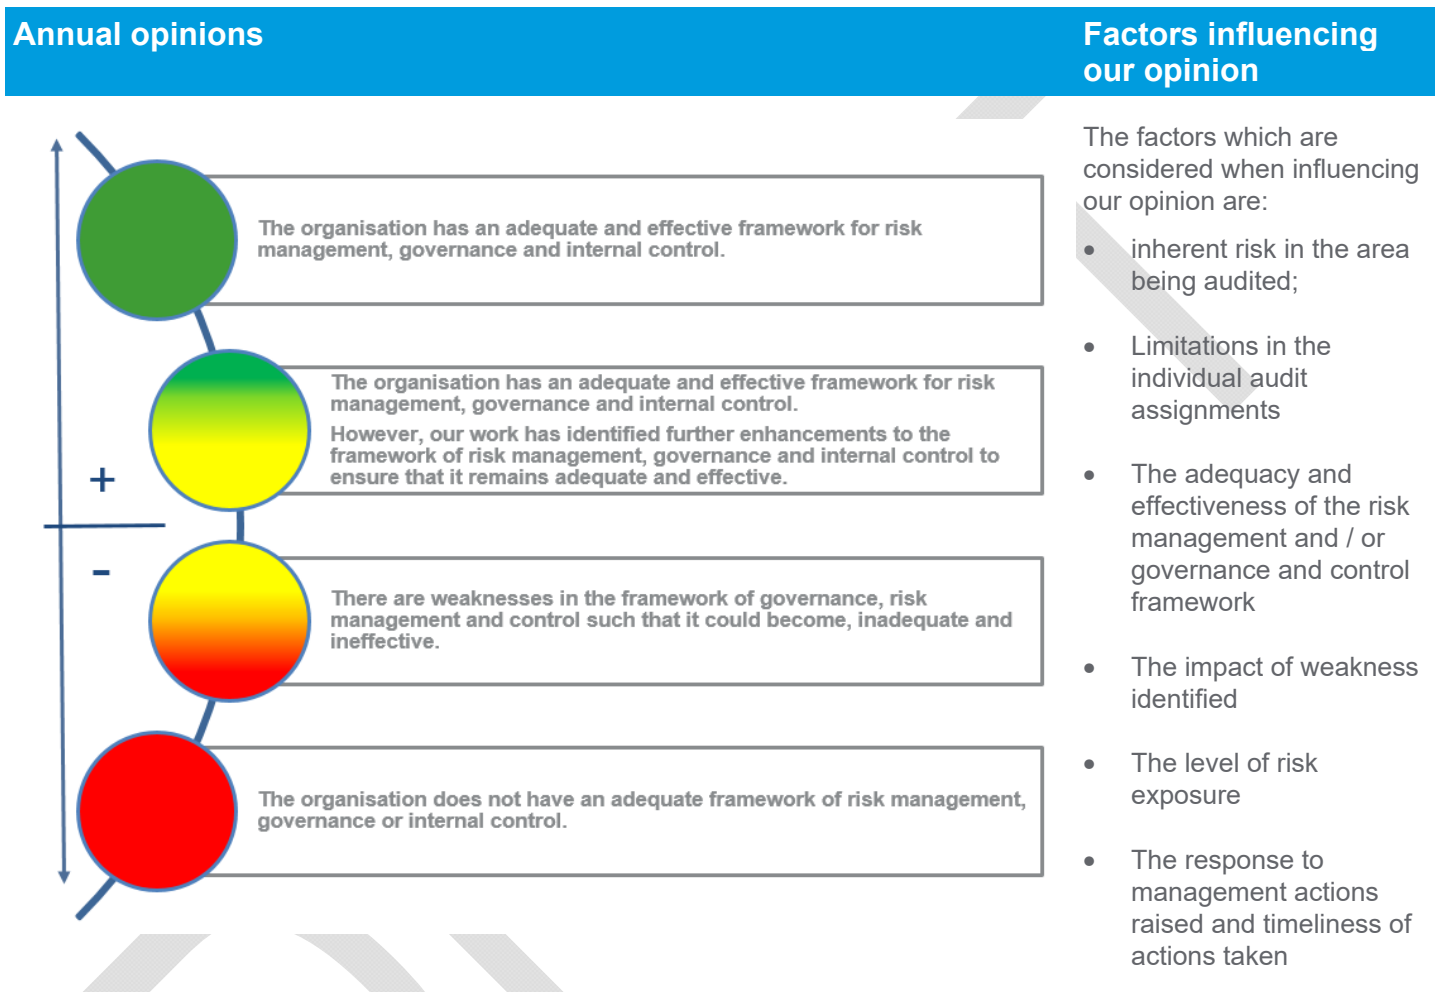 Annual opinions
The organisation has an adequate and effective framework for risk
management, governance and internal control.
The organisation has an adequate and effective framework for risk
management, governance and internal control.
However, our work has identified further enhancements to the
framework of risk management, governance and internal control to
ensure that it remains adequate and effective.
+
-
There are weaknesses in the framework of governance, risk
management and control such that it could become, inadequate and
ineffective.
The organisation does not have an adequate framework of risk management,
governance or internal control.
Factors influencing
our opinion
The factors which are
considered when influencing
our opinion are:
• inherent risk in the area
being audited;
• Limitations in the
individual audit
assignments
• The adequacy and
effectiveness of the risk
management and / or
governance and control
framework
• The impact of weakness
identified
• The level of risk
exposure
• The response to
management actions
raised and timeliness of
actions taken